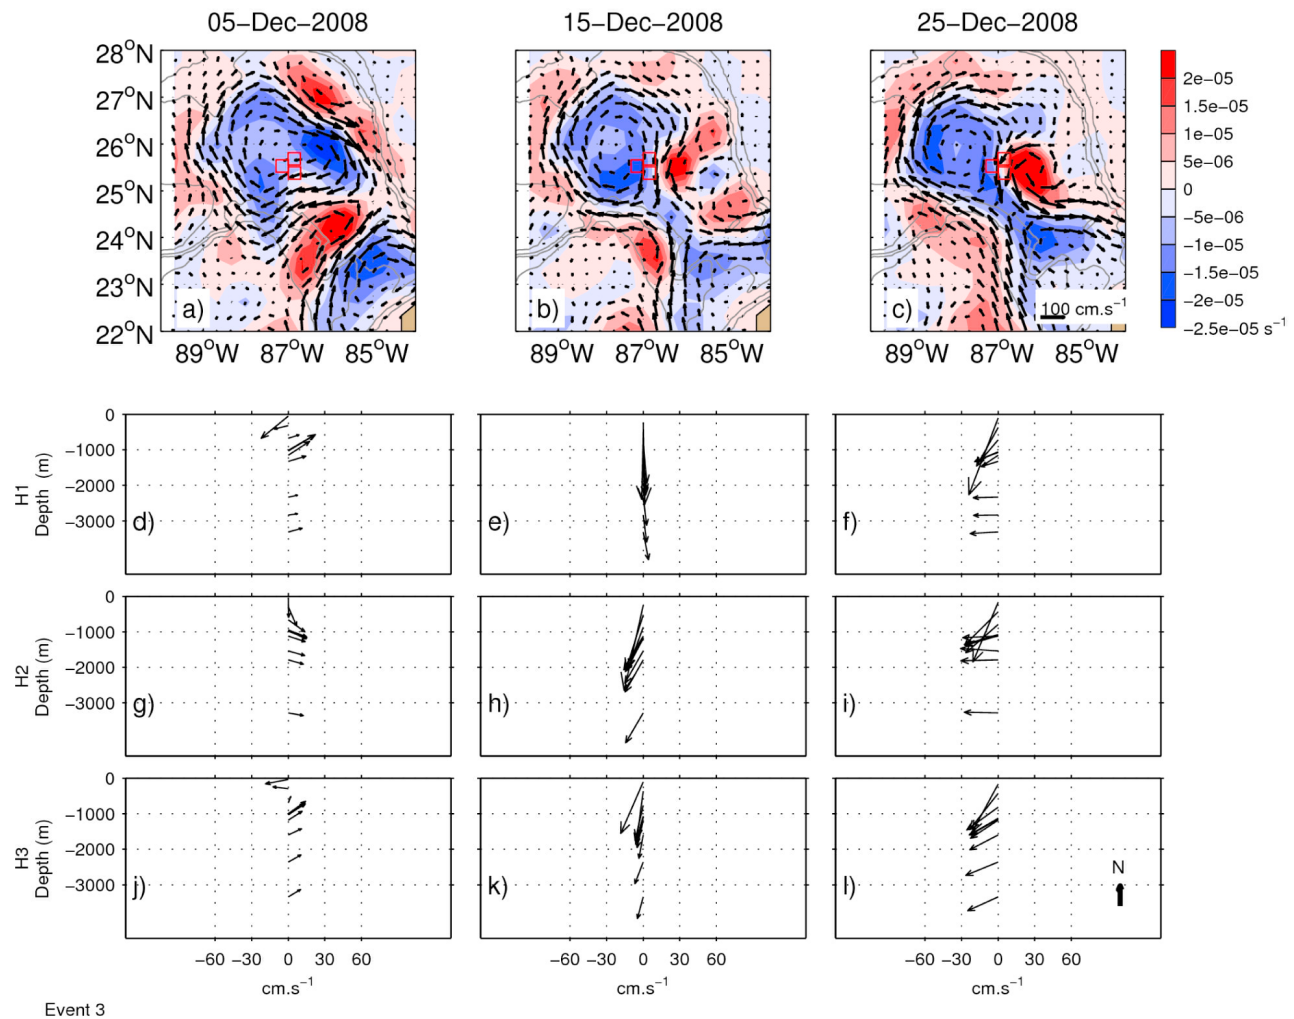 05-Dec-2008 15-Dec-2008 25-Dec-2008
28°N
27°N
26°N
25°N
24°N
23°N
22°N
a) b) c)
100 cm.s⁻¹
89°W 87°W 85°W 89°W 87°W 85°W 89°W 87°W 85°W
2e-05
1.5e-05
1e-05
5e-06
0
-5e-06
-1e-05
-1.5e-05
-2e-05
-2.5e-05 s⁻¹
H1
Depth (m)
0
-1000
-2000
-3000
d) e) f)
H2
Depth (m)
0
-1000
-2000
-3000
g) h) i)
H3
Depth (m)
0
-1000
-2000
-3000
j) k) l)
N
-60 -30 0 30 60 -60 -30 0 30 60 -60 -30 0 30 60
cm.s⁻¹ cm.s⁻¹ cm.s⁻¹
Event 3